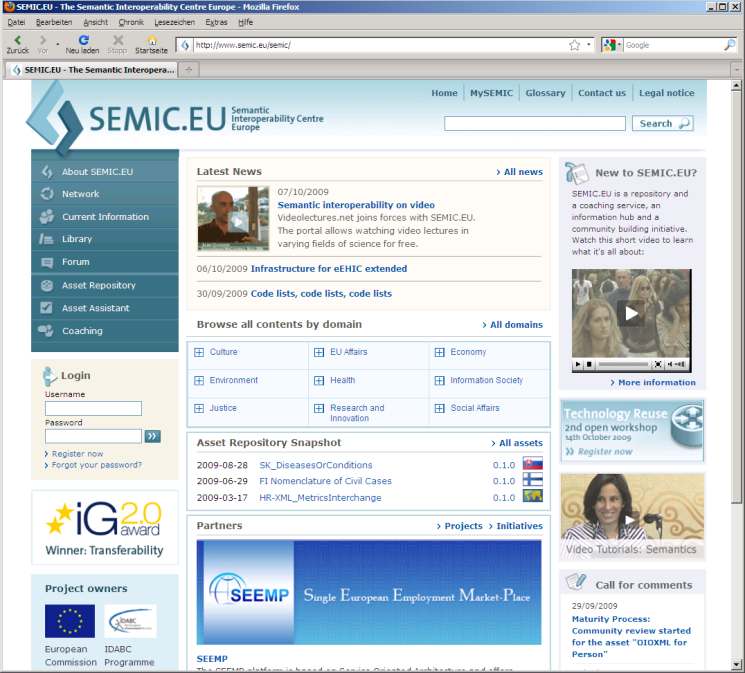 SEMIC.EU - The Semantic Interoperability Centre Europe - Mozilla Firefox
Datei Bearbeiten Ansicht Chronik Lesezeichen Extras Hilfe
Zurück Vor Neu laden Stopp Startseite
http://www.semic.eu/semic/
Google
SEMIC.EU - The Semantic Interopera...
Home MySEMIC Glossary Contact us Legal notice
SEMIC.EU
Semantic
Interoperability Centre
Europe
Search
About SEMIC.EU
Network
Current Information
Library
Forum
Asset Repository
Asset Assistant
Coaching
Login
Username
Password
Register now
Forgot your password?
iG2.0
award
Winner: Transferability
Project owners
European
Commission
IDABC
IDABC
Programme
Latest News
All news
07/10/2009
Semantic interoperability on video
Videolectures.net joins forces with SEMIC.EU.
The portal allows watching video lectures in
varying fields of science for free.
06/10/2009 Infrastructure for eEHIC extended
30/09/2009 Code lists, code lists, code lists
Browse all contents by domain
All domains
Culture
EU Affairs
Economy
Environment
Health
Information Society
Justice
Research and
Innovation
Social Affairs
Asset Repository Snapshot
All assets
2009-08-28 SK_DiseasesOrConditions 0.1.0
2009-06-29 FI Nomenclature of Civil Cases 0.1.0
2009-03-17 HR-XML_MetricsInterchange 0.1.0
Partners
Projects Initiatives
SEEMP
Single European Employment Market-Place
SEEMP
The SEEMP platform is based on Service Oriented Architecture and offers
New to SEMIC.EU?
SEMIC.EU is a repository and
a coaching service, an
information hub and a
community building initiative.
Watch this short video to learn
what it's all about:
More information
Technology Reuse
2nd open workshop
14th October 2009
Register now
Video Tutorials: Semantics
Call for comments
29/09/2009
Maturity Process:
Community review started
for the asset "OIOXML for
Person"